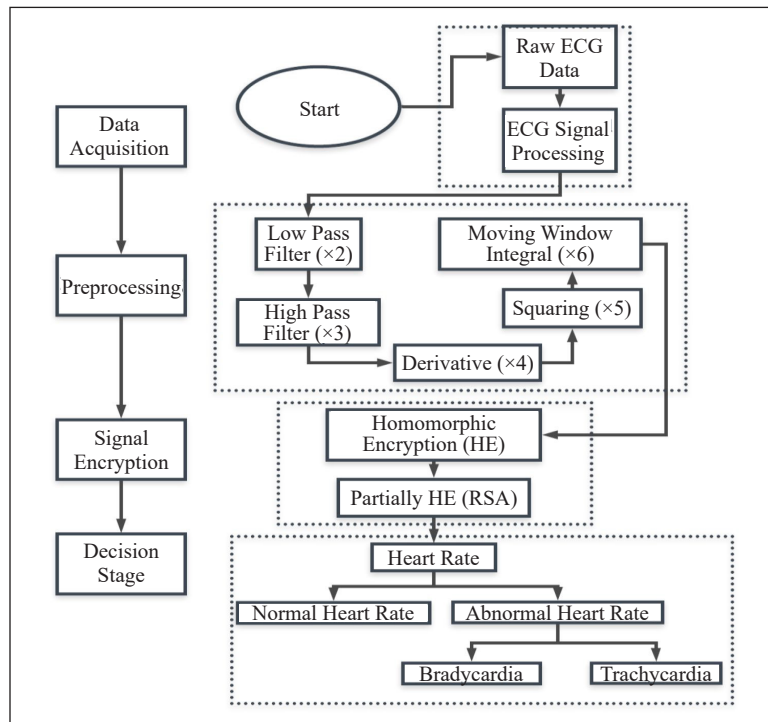 Data
Acquisition
Preprocessing
Signal
Encryption
Decision
Stage
Start
Raw ECG
Data
ECG Signal
Processing
Low Pass
Filter (×2)
High Pass
Filter (×3)
Derivative (×4)
Squaring (×5)
Moving Window
Integral (×6)
Homomorphic
Encryption (HE)
Partially HE (RSA)
Heart Rate
Normal Heart Rate
Abnormal Heart Rate
Bradycardia
Trachycardia